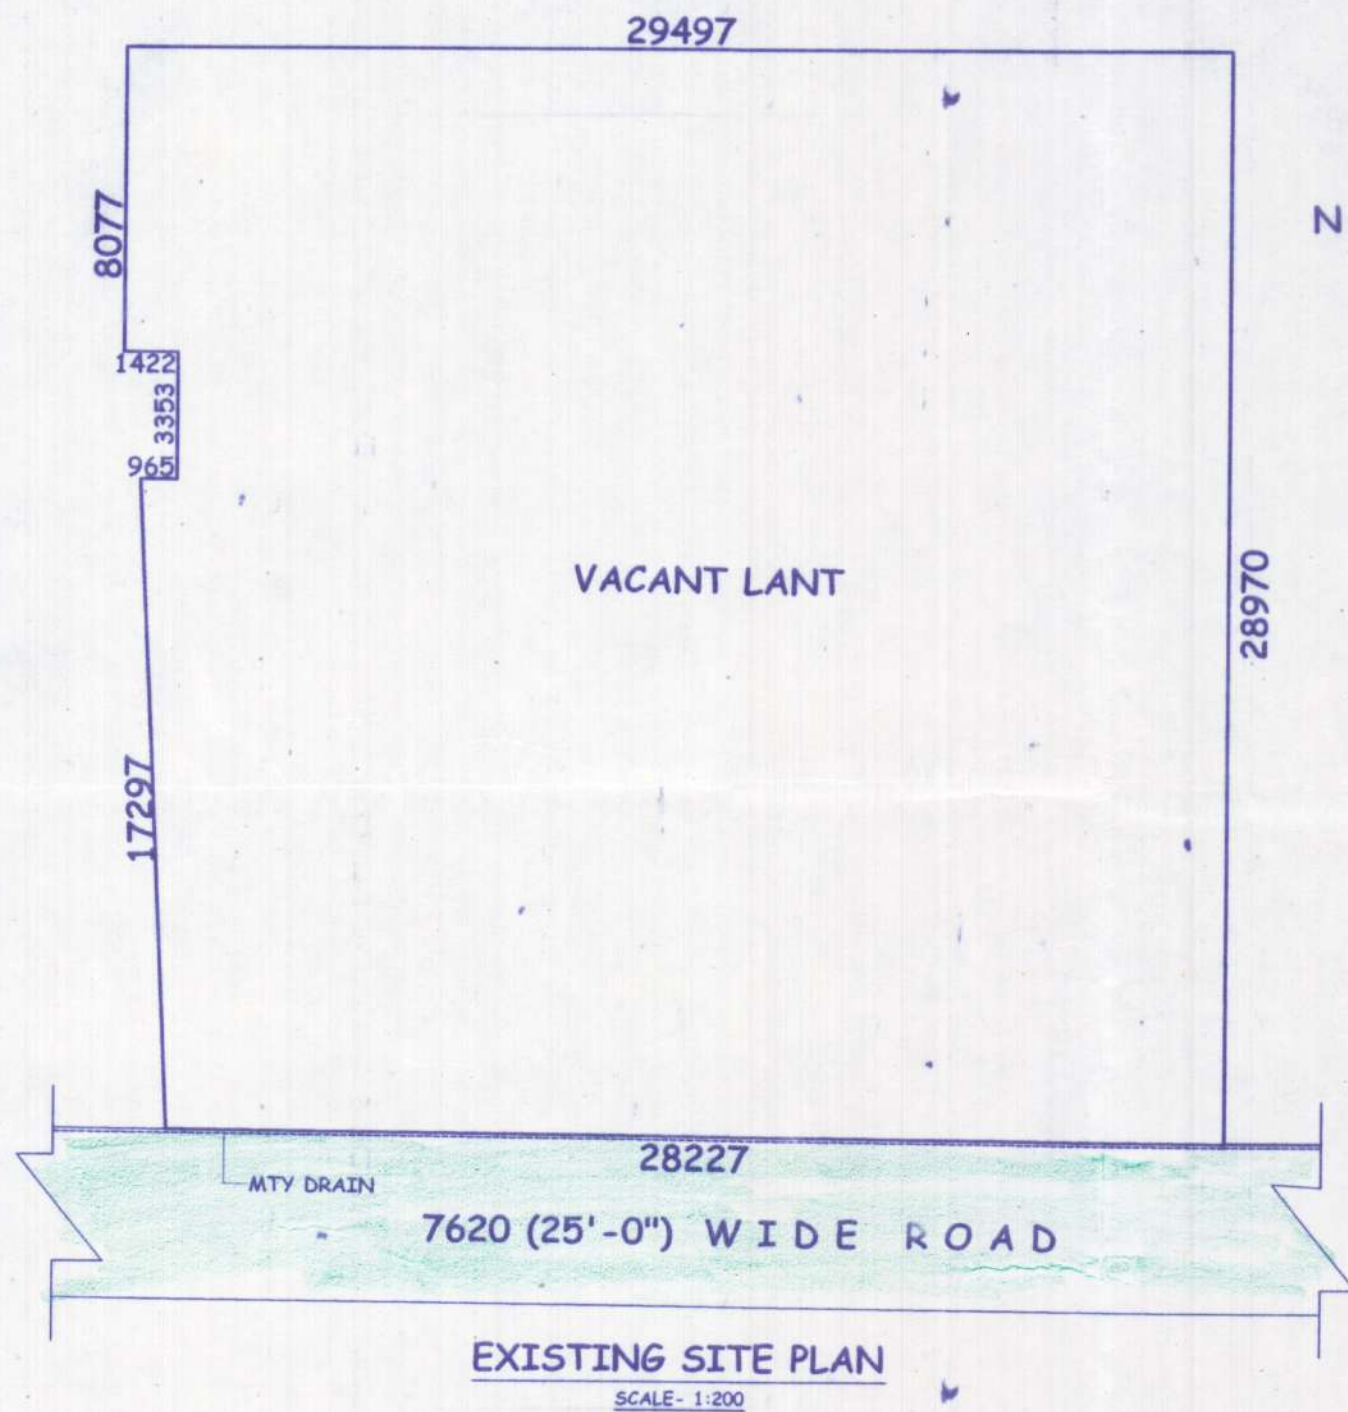 29497
8077
N
1422
3353
965
VACANT LANT
28970
17297
28227
MTY DRAIN
7620 (25'-0") WIDE ROAD
EXISTING SITE PLAN
SCALE- 1:200